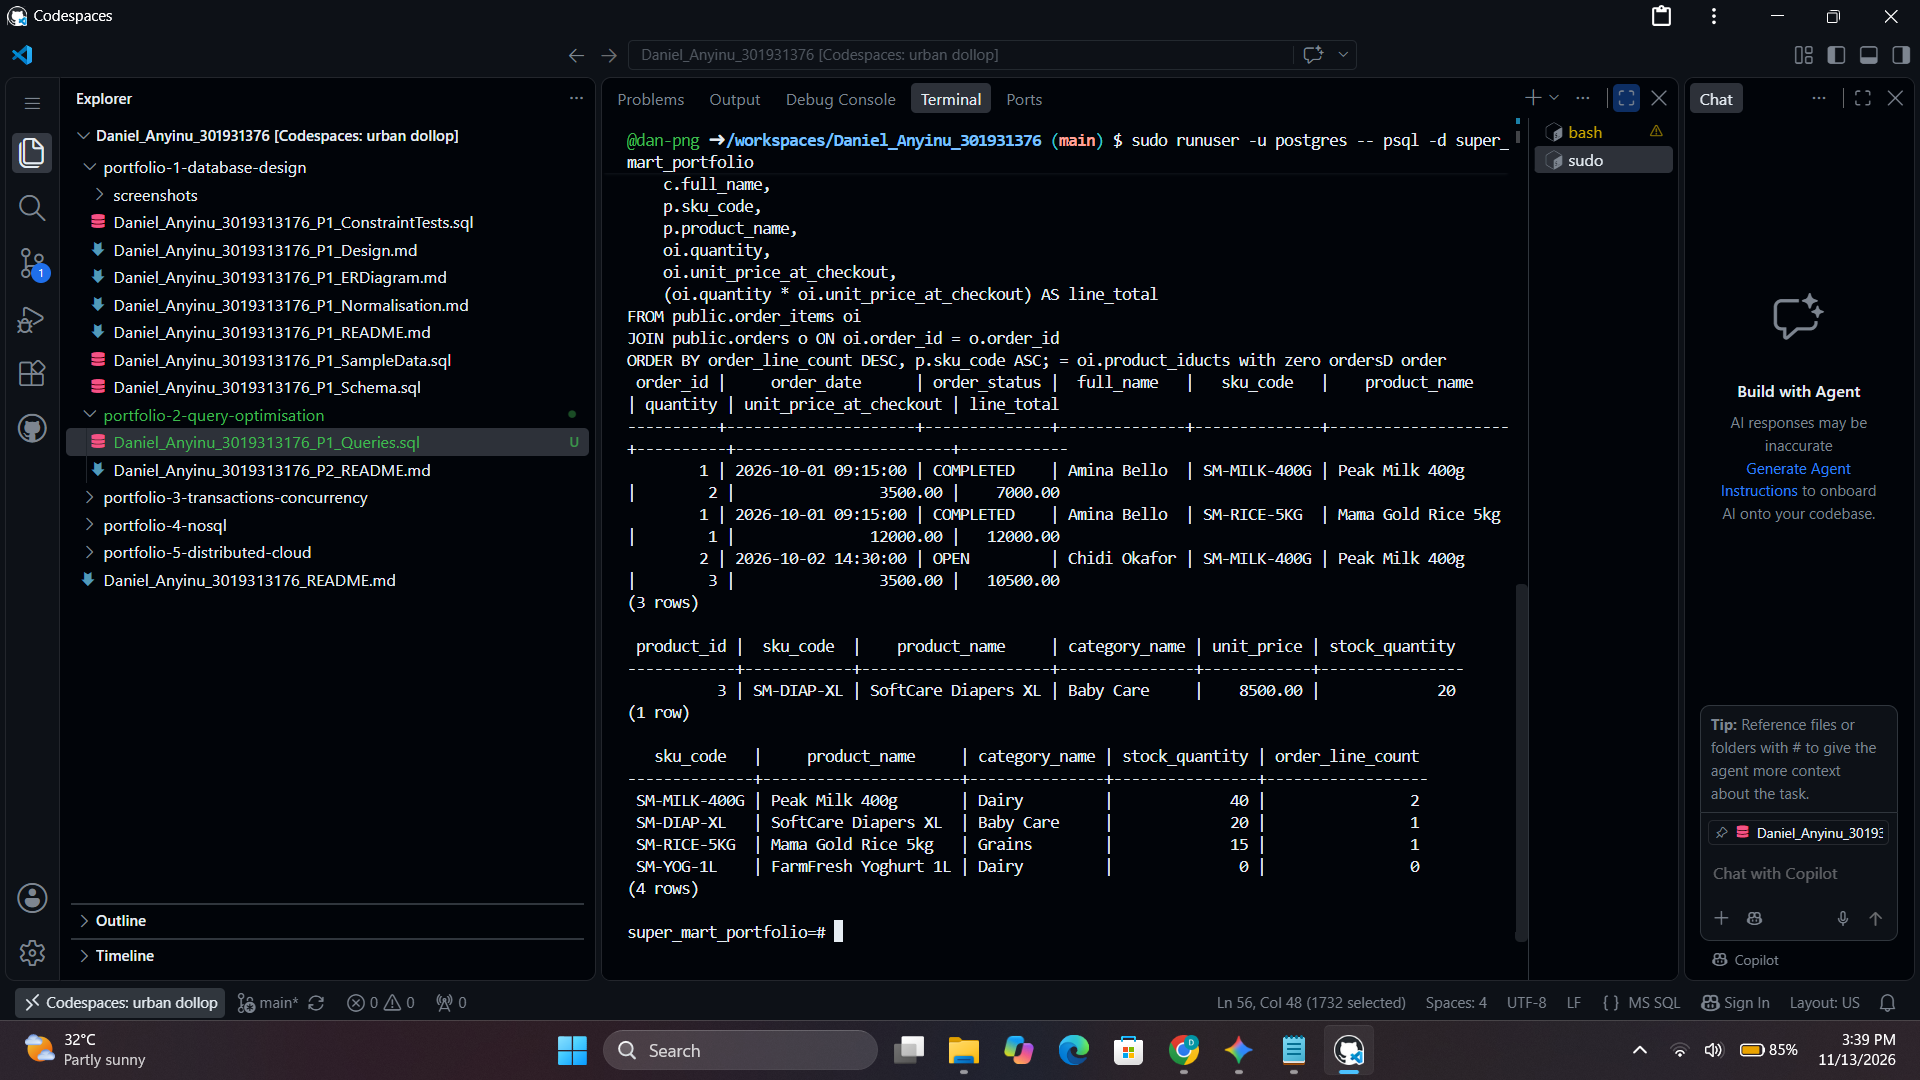 Codespaces
Daniel_Anyinu_301931376 [Codespaces: urban dollop]
Explorer
Daniel_Anyinu_301931376 [Codespaces: urban dollop]
portfolio-1-database-design
screenshots
Daniel_Anyinu_3019313176_P1_ConstraintTests.sql
Daniel_Anyinu_3019313176_P1_Design.md
Daniel_Anyinu_3019313176_P1_ERDiagram.md
Daniel_Anyinu_3019313176_P1_Normalisation.md
Daniel_Anyinu_3019313176_P1_README.md
Daniel_Anyinu_3019313176_P1_SampleData.sql
Daniel_Anyinu_3019313176_P1_Schema.sql
portfolio-2-query-optimisation
Daniel_Anyinu_3019313176_P1_Queries.sql U
Daniel_Anyinu_3019313176_P2_README.md
portfolio-3-transactions-concurrency
portfolio-4-nosql
portfolio-5-distributed-cloud
Daniel_Anyinu_3019313176_README.md
1
Outline
Timeline
Problems Output Debug Console Terminal Ports
@dan-png ➜/workspaces/Daniel_Anyinu_301931376 (main) $ sudo runuser -u postgres -- psql -d super_
mart_portfolio
c.full_name,
p.sku_code,
p.product_name,
oi.quantity,
oi.unit_price_at_checkout,
(oi.quantity * oi.unit_price_at_checkout) AS line_total
FROM public.order_items oi
JOIN public.orders o ON oi.order_id = o.order_id
ORDER BY order_line_count DESC, p.sku_code ASC; = oi.product_iducts with zero ordersD order
order_id | order_date | order_status | full_name | sku_code | product_name
| quantity | unit_price_at_checkout | line_total
----------+---------------------+--------------+--------------+--------------+--------------------
+----------+------------------------+------------
1 | 2026-10-01 09:15:00 | COMPLETED | Amina Bello | SM-MILK-400G | Peak Milk 400g
| 2 | 3500.00 | 7000.00
1 | 2026-10-01 09:15:00 | COMPLETED | Amina Bello | SM-RICE-5KG | Mama Gold Rice 5kg
| 1 | 12000.00 | 12000.00
2 | 2026-10-02 14:30:00 | OPEN | Chidi Okafor | SM-MILK-400G | Peak Milk 400g
| 3 | 3500.00 | 10500.00
(3 rows)
product_id | sku_code | product_name | category_name | unit_price | stock_quantity
------------+------------+--------------------+---------------+------------+----------------
3 | SM-DIAP-XL | SoftCare Diapers XL | Baby Care | 8500.00 | 20
(1 row)
sku_code | product_name | category_name | stock_quantity | order_line_count
--------------+----------------------+---------------+----------------+------------------
SM-MILK-400G | Peak Milk 400g | Dairy | 40 | 2
SM-DIAP-XL | SoftCare Diapers XL | Baby Care | 20 | 1
SM-RICE-5KG | Mama Gold Rice 5kg | Grains | 15 | 1
SM-YOG-1L | FarmFresh Yoghurt 1L | Dairy | 0 | 0
(4 rows)
super_mart_portfolio=#
bash
sudo
Chat
Build with Agent
AI responses may be
inaccurate
Generate Agent
Instructions to onboard
AI onto your codebase.
Tip: Reference files or
folders with # to give the
agent more context
about the task.
Daniel_Anyinu_30193
Chat with Copilot
Copilot
Codespaces: urban dollop main* 0 0 0 Ln 56, Col 48 (1732 selected) Spaces: 4 UTF-8 LF {} MS SQL Sign In Layout: US
32°C
Partly sunny
Search
D
85%
3:39 PM
11/13/2026